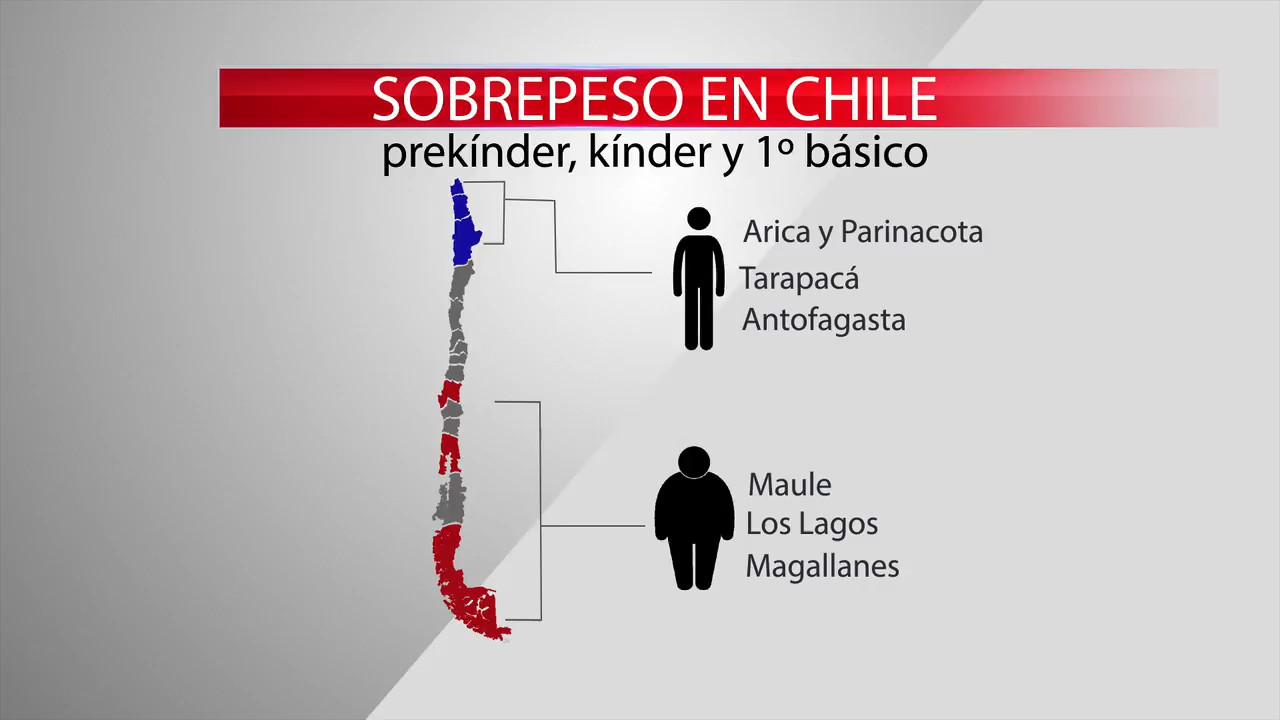 SOBREPESO EN CHILE
prekínder, kínder y 1º básico
Arica y Parinacota
Tarapacá
Antofagasta
Maule
Los Lagos
Magallanes